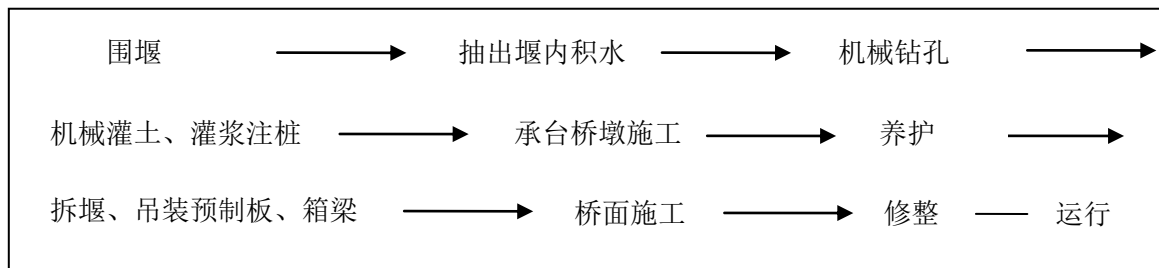 围堰 抽出堰内积水 机械钻孔
机械灌土、灌浆注桩 承台桥墩施工 养护
拆堰、吊装预制板、箱梁 桥面施工 修整 运行